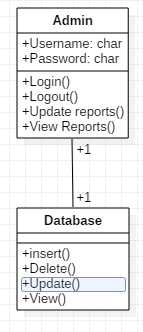 Admin
+Username: char
+Password: char
+Login()
+Logout()
+Update reports()
+View Reports()
+1
+1
Database
+insert()
+Delete()
+Update()
+View()